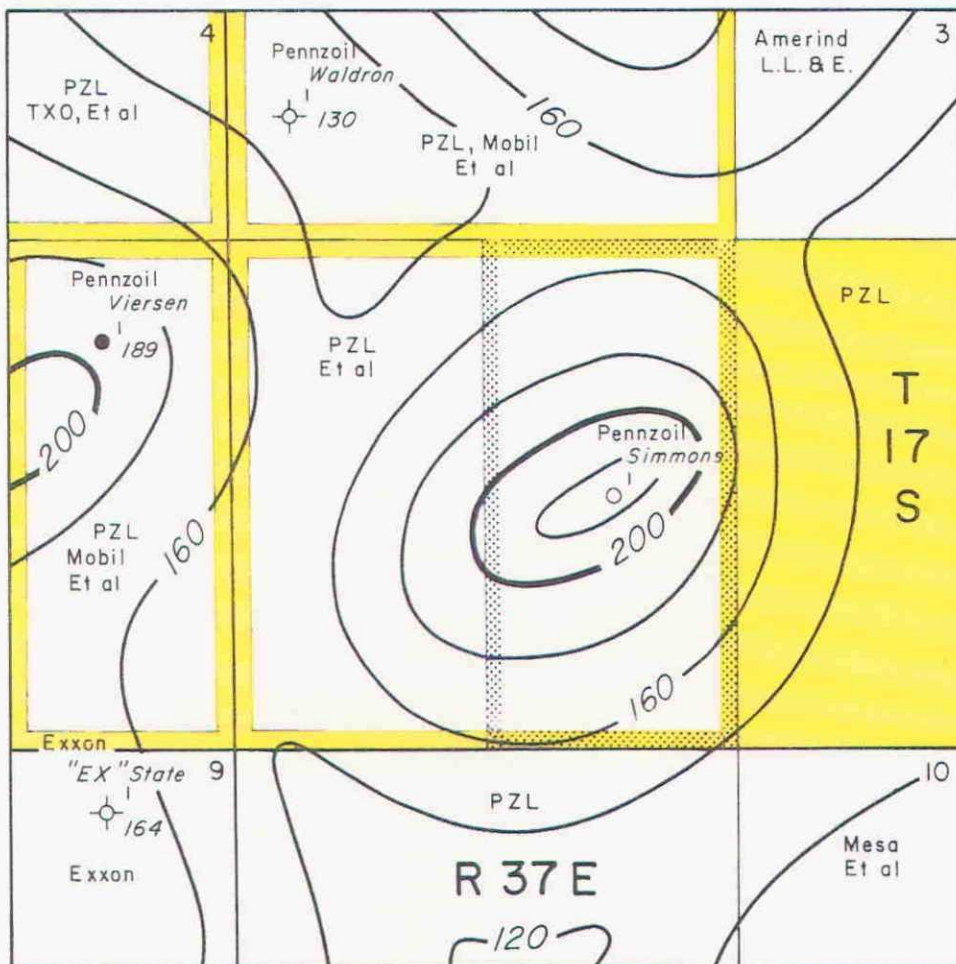 4
Pennzoil
Waldron
1
130
Amerind
L.L. & E.
3
PZL
TXO, Et al
160
PZL, Mobil
Et al
Pennzoil
Viersen
1
189
PZL
PZL
Et al
T
17
S
200
Pennzoil
Simmons
1
200
PZL
Mobil
Et al
160
160
Exxon
"EX" State
1
164
9
PZL
10
Exxon
R 37 E
Mesa
Et al
120